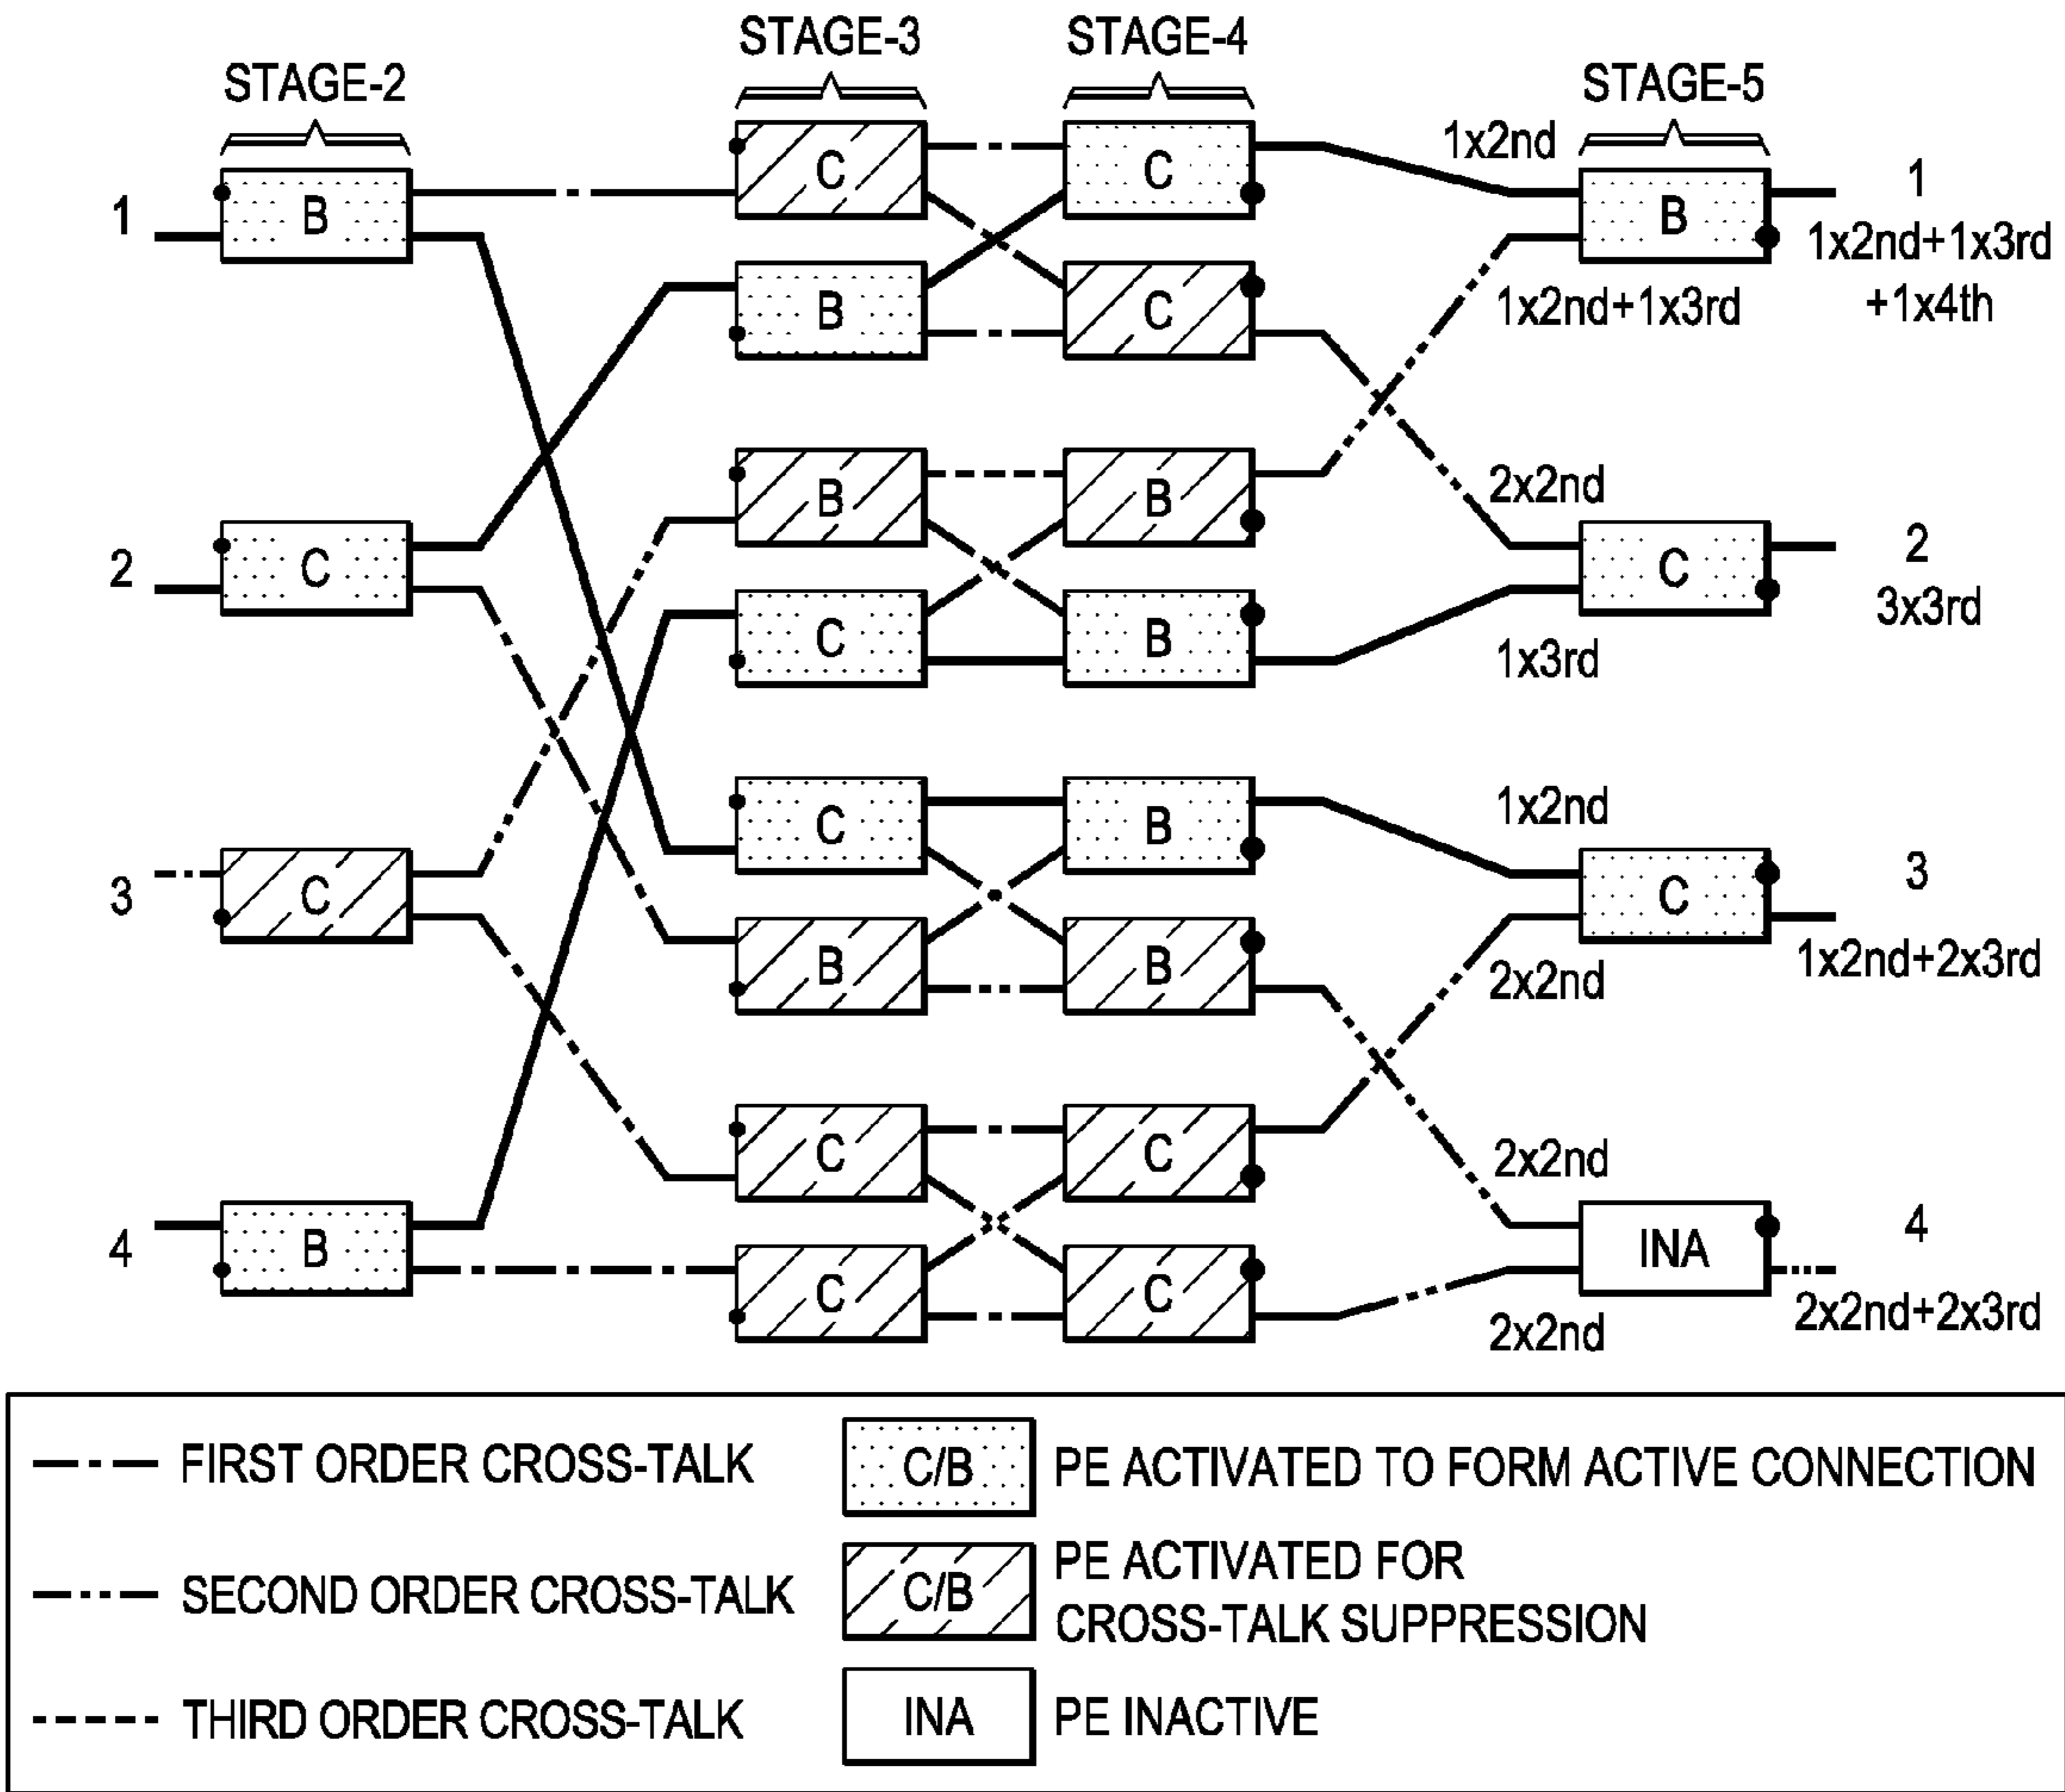 STAGE-3
STAGE-4
STAGE-2
STAGE-5
1
B
C
C
1x2nd
B
1
1x2nd+1x3rd
+1x4th
B
C
1x2nd+1x3rd
2
C
B
B
2x2nd
C
2
3x3rd
C
B
1x3rd
3
C
C
B
1x2nd
C
3
1x2nd+2x3rd
B
B
2x2nd
4
B
C
C
2x2nd
INA
4
2x2nd+2x3rd
C
C
2x2nd
FIRST ORDER CROSS-TALK
C/B
PE ACTIVATED TO FORM ACTIVE CONNECTION
SECOND ORDER CROSS-TALK
C/B
PE ACTIVATED FOR
CROSS-TALK SUPPRESSION
THIRD ORDER CROSS-TALK
INA
PE INACTIVE